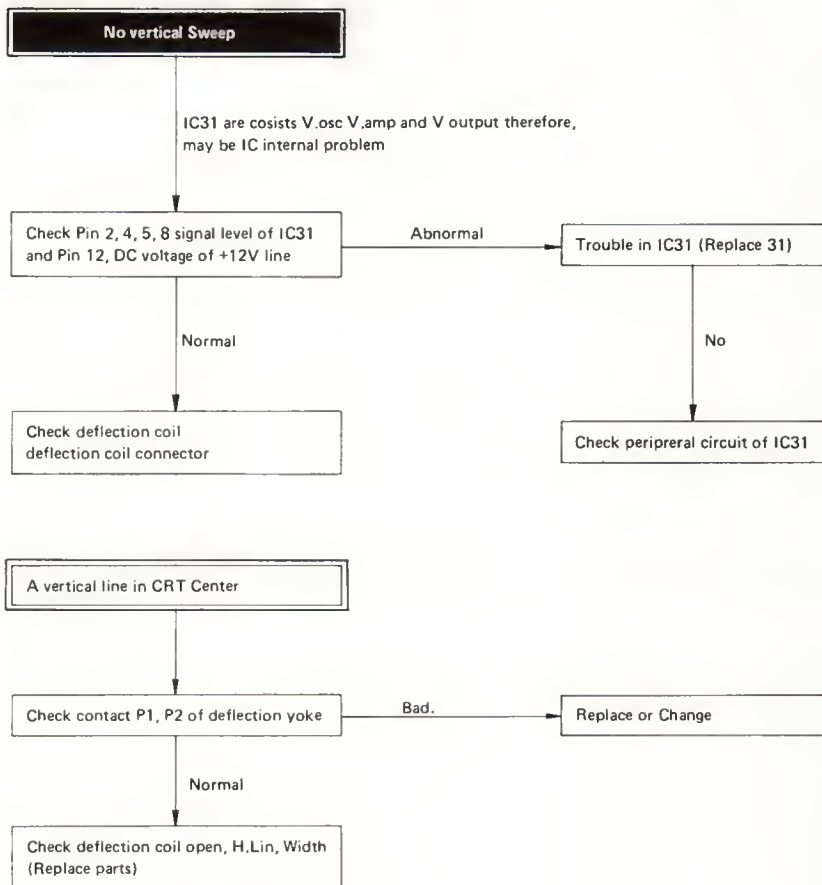 No vertical Sweep
IC31 are cosists V.osc V.amp and V output therefore,
may be IC internal problem
Check Pin 2, 4, 5, 8 signal level of IC31
and Pin 12, DC voltage of +12V line
Abnormal
Trouble in IC31 (Replace 31)
Normal
No
Check deflection coil
deflection coil connector
Check peripreral circuit of IC31
A vertical line in CRT Center
Check contact P1, P2 of deflection yoke
Bad.
Replace or Change
Normal
Check deflection coil open, H.Lin, Width
(Replace parts)